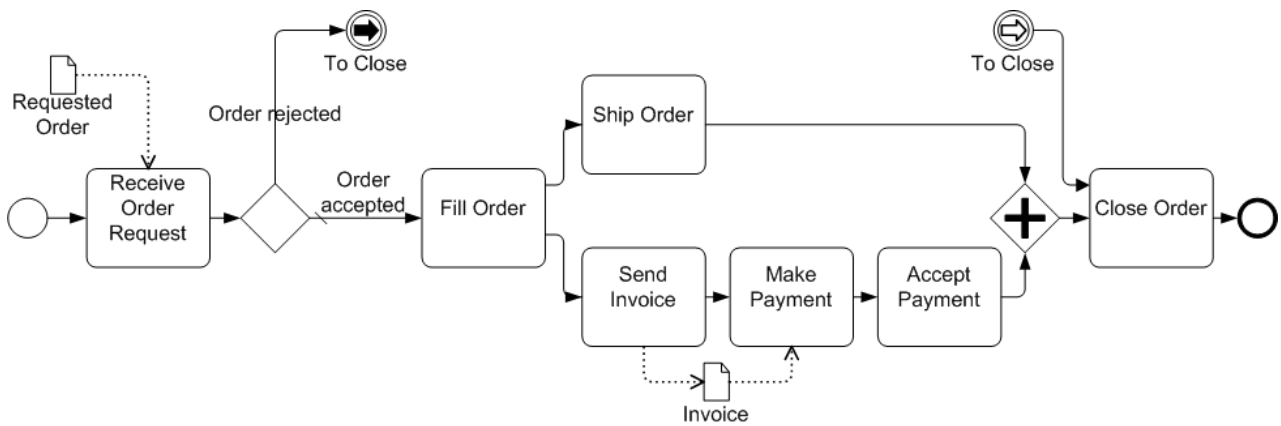 To Close
Requested
Order
Order rejected
Receive
Order
Request
Order
accepted
Fill Order
Ship Order
Send
Invoice
Make
Payment
Accept
Payment
Invoice
To Close
Close Order